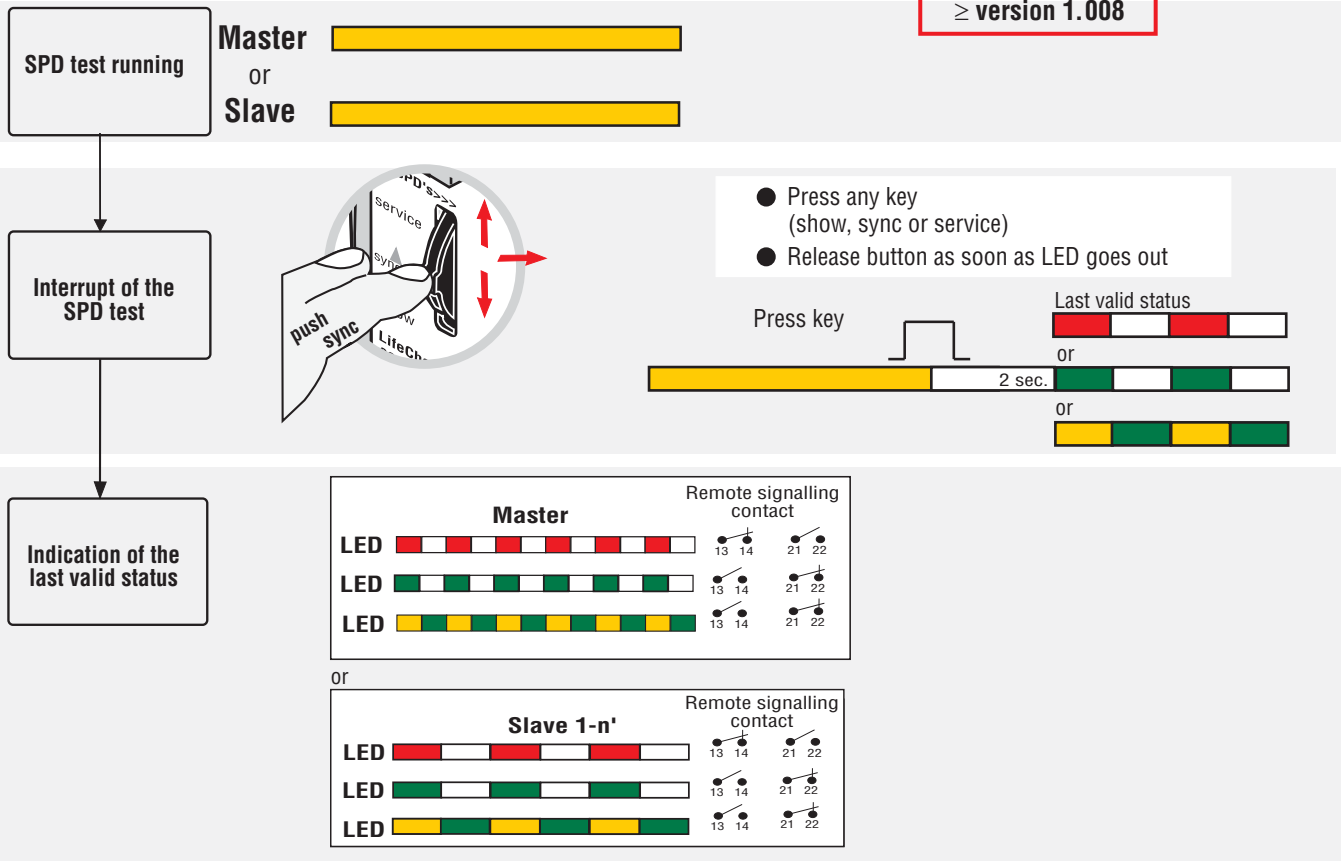 ≥ version 1.008
SPD test running
Master
or
Slave
Interrupt of the
SPD test
SPD's>>>
service
push
sync
● Press any key
(show, sync or service)
● Release button as soon as LED goes out
Press key
Last valid status
or
2 sec.
or
Indication of the
last valid status
Master
Remote signalling
contact
LED
13 14 21 22
LED
13 14 21 22
LED
13 14 21 22
or
Slave 1-n'
Remote signalling
contact
LED
13 14 21 22
LED
13 14 21 22
LED
13 14 21 22